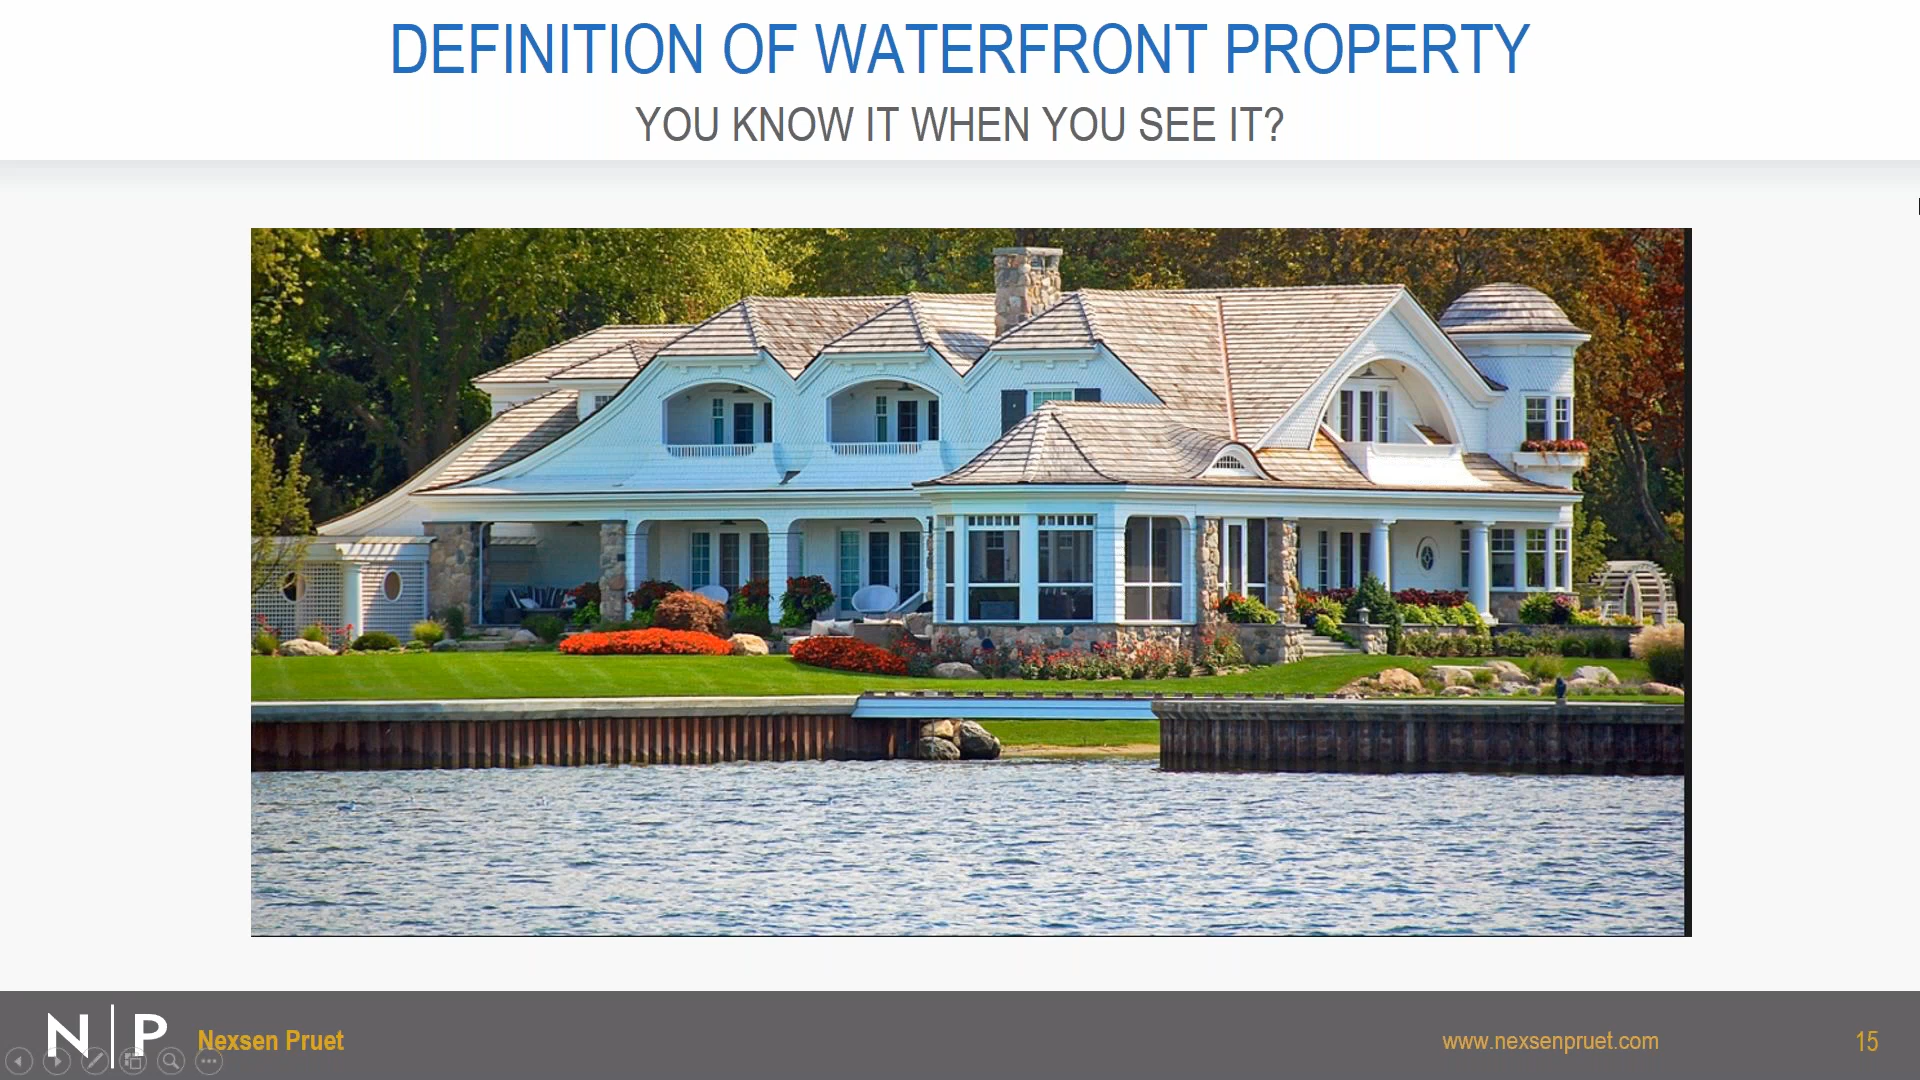 DEFINITION OF WATERFRONT PROPERTY
YOU KNOW IT WHEN YOU SEE IT?
N|P Nexsen Pruet
www.nexsenpruet.com
15